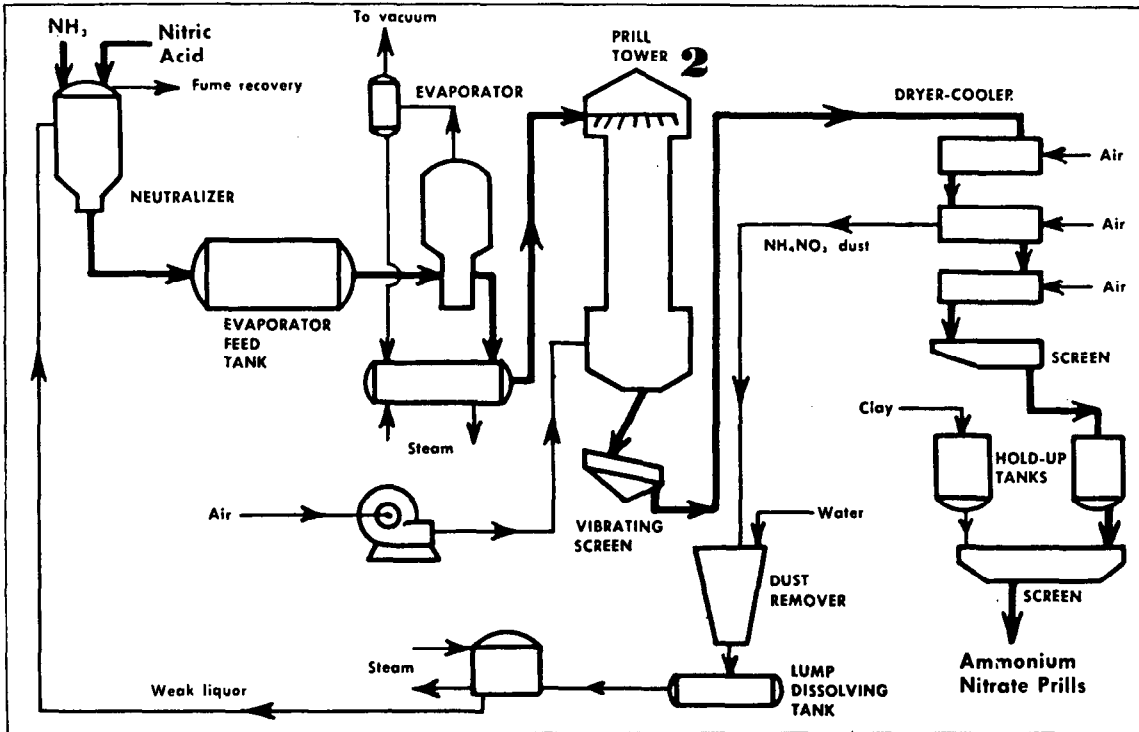 NH₃
Nitric
Acid
Fume recovery
NEUTRALIZER
To vacuum
EVAPORATOR
EVAPORATOR
FEED
TANK
Steam
PRILL
TOWER 2
DRYER-COOLER
Air
Air
Air
NH₄NO₃ dust
SCREEN
Clay
HOLD-UP
TANKS
Air
VIBRATING
SCREEN
Water
DUST
REMOVER
SCREEN
Ammonium
Nitrate Prills
LUMP
DISSOLVING
TANK
Steam
Weak liquor